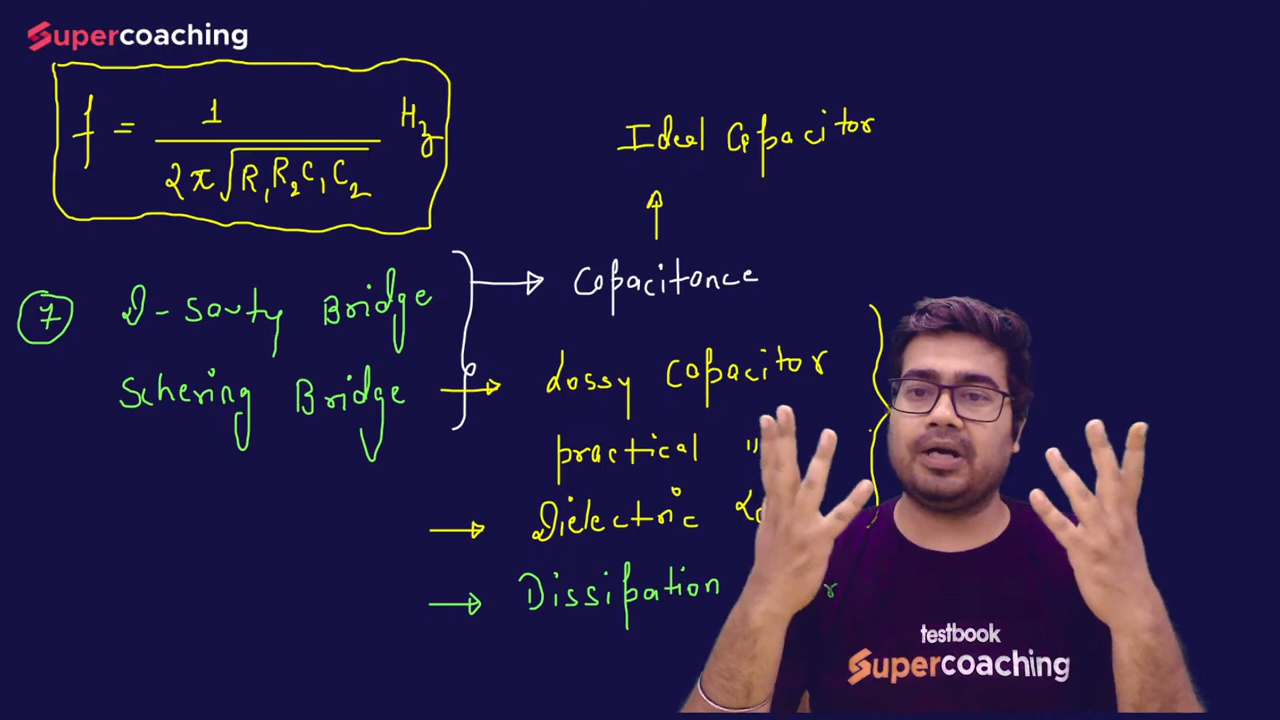 Supercoaching
f = 1 / 2π√R₁R₂C₁C₂ Hz
Ideal Capacitor
Capacitance
7 D-Sauty Bridge
Schering Bridge → Lossy Capacitor
practical "
→ Dielectric
→ Dissipation
testbook
Supercoaching